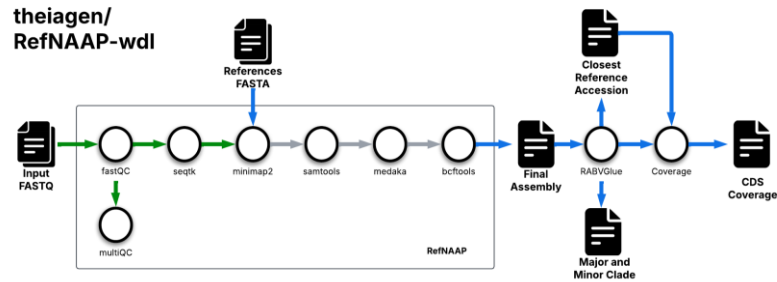 theiagen/
RefNAAP-wdl
References
FASTA
Closest
Reference
Accession
Input
FASTQ
fastQC
seqtk
minimap2
samtools
medaka
bcftools
Final
Assembly
RABVGlue
Coverage
CDS
Coverage
multiQC
RefNAAP
Major and
Minor Clade